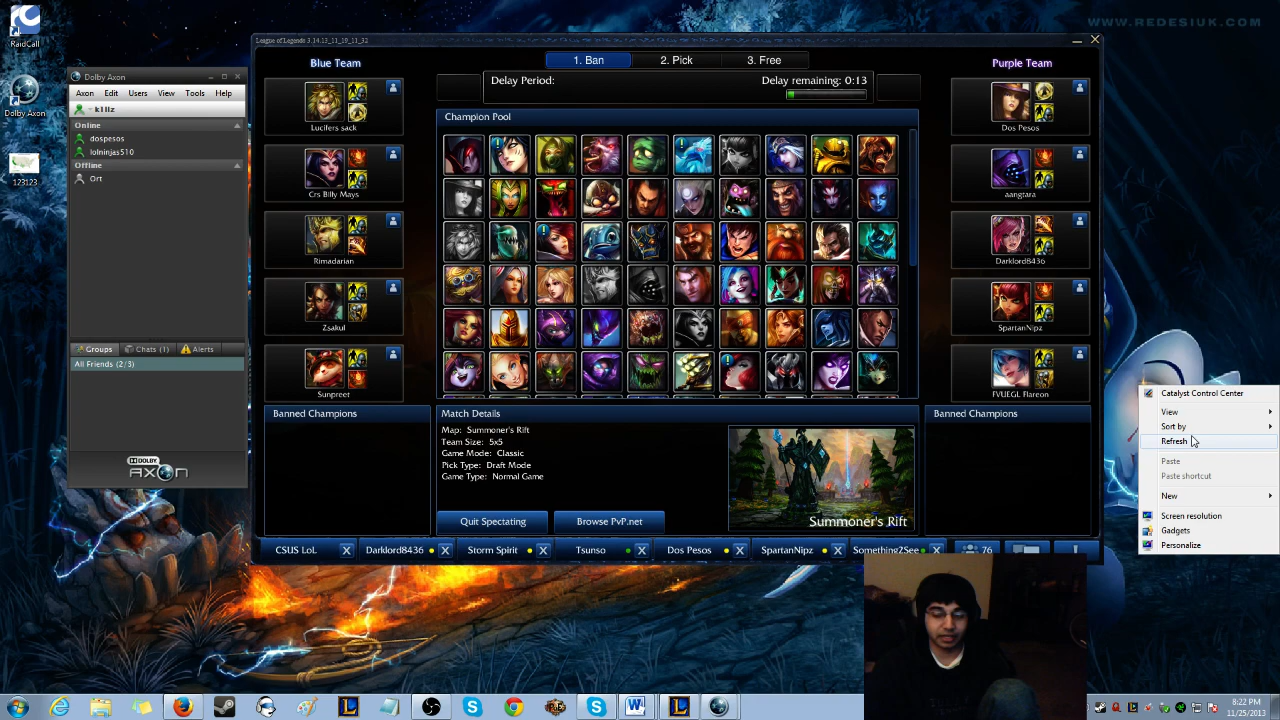 WWW.REDESIUK.COM
RaidCall
Dolby Axon
123123
Dolby Axon
Axon Edit Users View Tools Help
k1llz
Online
dospesos
lolninjas510
Offline
Ort
Groups Chats (1) Alerts
All Friends (2/3)
DOLBY
AXON
League of Legends 3.14.13_11_19_11_32
Blue Team
1. Ban 2. Pick 3. Free
Purple Team
Delay Period: Delay remaining: 0:13
Champion Pool
Lucifers sack
Crs Billy Mays
Rimadarian
Zsakul
Sunpreet
Dos Pesos
aangtara
Darklord8436
SpartanNipz
FVUEGL Flareon
Banned Champions
Match Details
Map: Summoner's Rift
Team Size: 5x5
Game Mode: Classic
Pick Type: Draft Mode
Game Type: Normal Game
Quit Spectating Browse PvP.net
Summoner's Rift
Banned Champions
CSUS LoL Darklord8436 Storm Spirit Tsunso Dos Pesos SpartanNipz Something2See 76
Catalyst Control Center
View
Sort by
Refresh
Paste
Paste shortcut
New
Screen resolution
Gadgets
Personalize
8:22 PM
11/25/2013